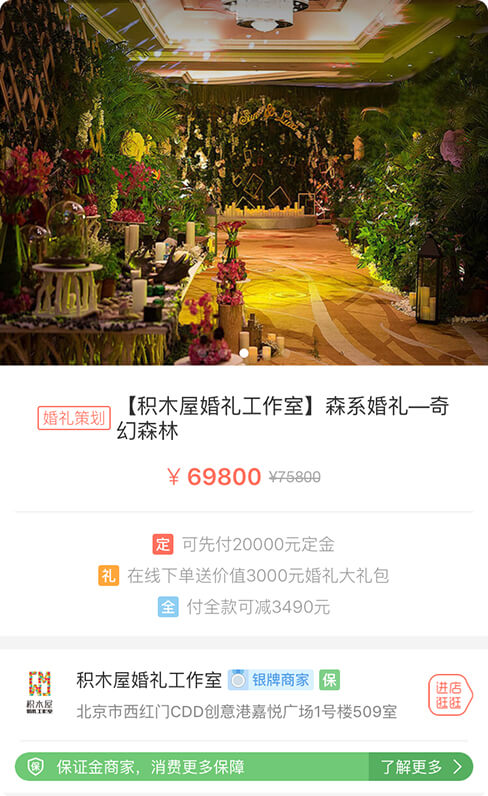 婚礼策划
【积木屋婚礼工作室】森系婚礼—奇
幻森林
￥69800 ¥75800
定 可先付20000元定金
礼 在线下单送价值3000元婚礼大礼包
全 付全款可减3490元
积木屋
婚礼工作室
积木屋婚礼工作室 银牌商家 保
北京市西红门CDD创意港嘉悦广场1号楼509室
进店
逛逛
保 保证金商家，消费更多保障 了解更多